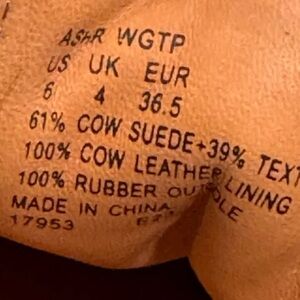 ASHR WGTP
US UK EUR
6 4 36.5
61% COW SUEDE+39% TEXT
100% COW LEATHER LINING
100% RUBBER OUTSOLE
MADE IN CHINA
17953